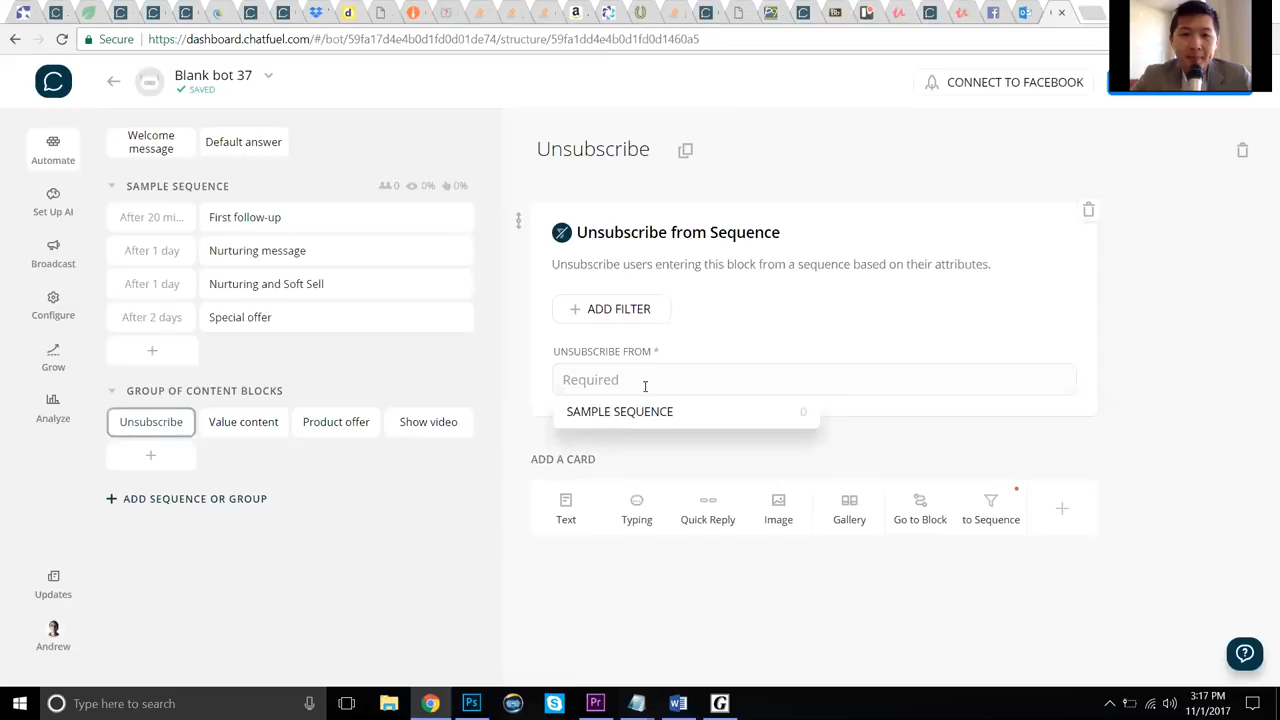 Secure
https://dashboard.chatfuel.com/#/bot/59fa17d4e4b0d1fd0d01de74/structure/59fa1dd4e4b0d1fd0d1460a5
Blank bot 37
SAVED
CONNECT TO FACEBOOK
Automate
Set Up AI
Broadcast
Configure
Grow
Analyze
Updates
Andrew
Welcome
message
Default answer
SAMPLE SEQUENCE
0
0%
0%
After 20 mi...
First follow-up
After 1 day
Nurturing message
After 1 day
Nurturing and Soft Sell
After 2 days
Special offer
GROUP OF CONTENT BLOCKS
Unsubscribe
Value content
Product offer
Show video
ADD SEQUENCE OR GROUP
Unsubscribe
Unsubscribe from Sequence
Unsubscribe users entering this block from a sequence based on their attributes.
ADD FILTER
UNSUBSCRIBE FROM *
Required
SAMPLE SEQUENCE 0
ADD A CARD
Text
Typing
Quick Reply
Image
Gallery
Go to Block
to Sequence
Type here to search
3:17 PM
11/1/2017